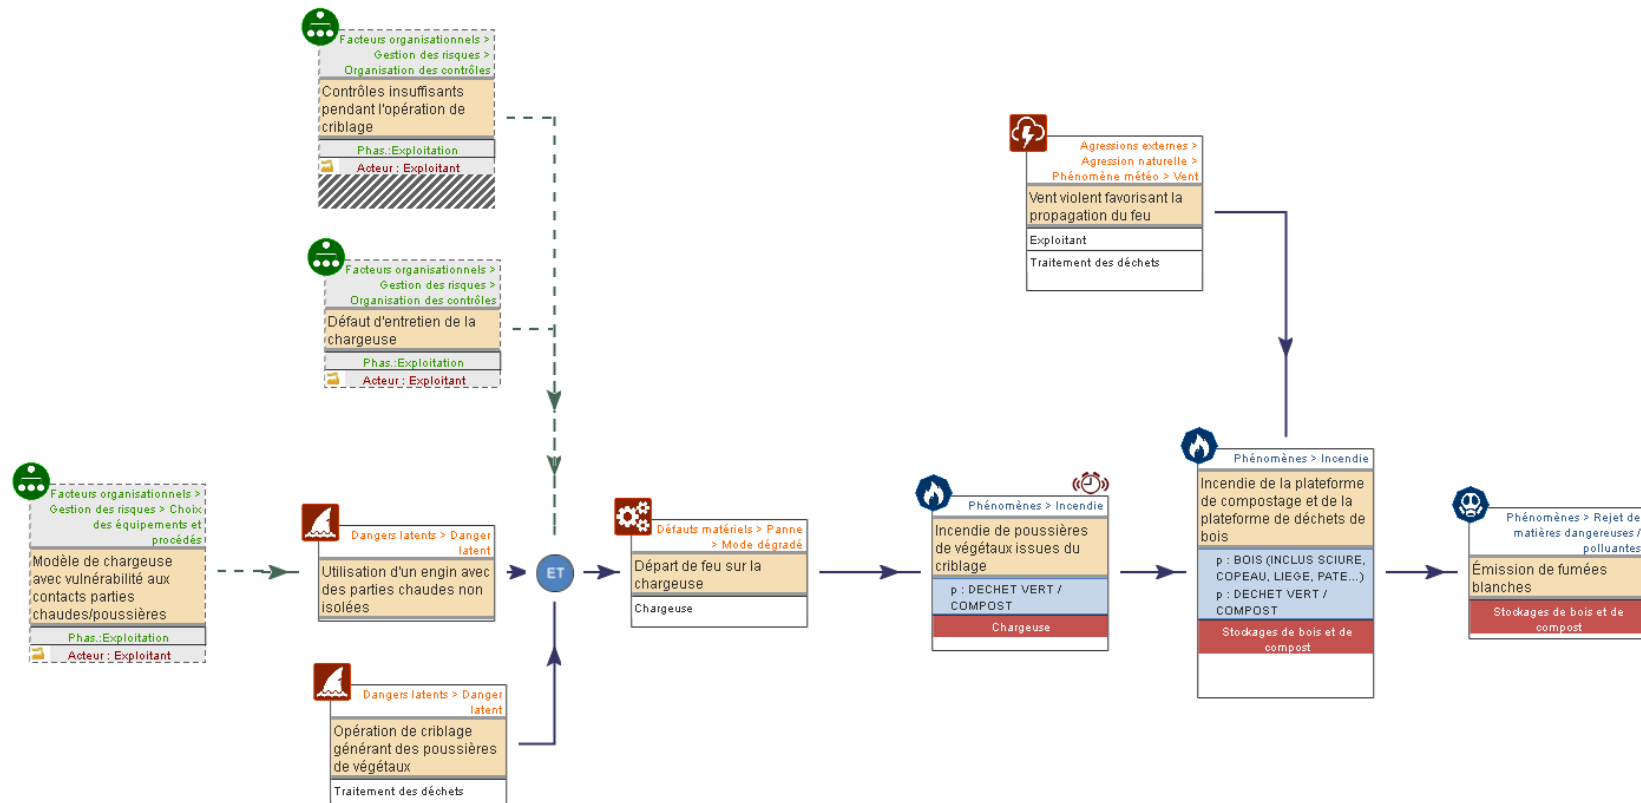 Facteurs organisationnels >
Gestion des risques >
Organisation des contrôles
Contrôles insuffisants
pendant l'opération de
criblage
Phas.:Exploitation
Acteur : Exploitant
Facteurs organisationnels >
Gestion des risques >
Organisation des contrôles
Défaut d'entretien de la
chargeuse
Phas.:Exploitation
Acteur : Exploitant
Facteurs organisationnels >
Gestion des risques > Choix
des équipements et
procédés
Modèle de chargeuse
avec vulnérabilité aux
contacts parties
chaudes/poussières
Phas.:Exploitation
Acteur : Exploitant
Dangers latents > Danger
latent
Utilisation d'un engin avec
des parties chaudes non
isolées
Dangers latents > Danger
latent
Opération de criblage
générant des poussières
de végétaux
Traitement des déchets
ET
Défauts matériels > Panne
> Mode dégradé
Départ de feu sur la
chargeuse
Chargeuse
Phénomènes > Incendie
Incendie de poussières
de végétaux issues du
criblage
p : DECHET VERT /
COMPOST
Chargeuse
Agressions externes >
Agression naturelle >
Phénomène météo > Vent
Vent violent favorisant la
propagation du feu
Exploitant
Traitement des déchets
Phénomènes > Incendie
Incendie de la plateforme
de compostage et de la
plateforme de déchets de
bois
p : BOIS (INCLUS SCIURE,
COPEAU, LIEGE, PATE...)
p : DECHET VERT /
COMPOST
Stockages de bois et de
compost
Phénomènes > Rejet de
matières dangereuses /
polluantes
Émission de fumées
blanches
Stockages de bois et de
compost